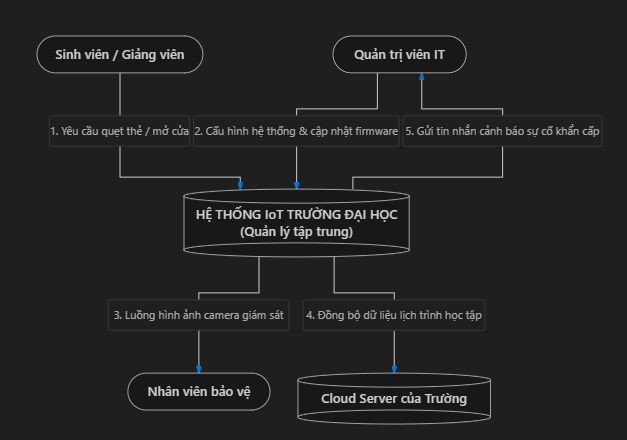 Sinh viên / Giảng viên
Quản trị viên IT
1. Yêu cầu quẹt thẻ / mở cửa
2. Cấu hình hệ thống & cập nhật firmware
5. Gửi tin nhắn cảnh báo sự cố khẩn cấp
HỆ THỐNG IoT TRƯỜNG ĐẠI HỌC
(Quản lý tập trung)
3. Luồng hình ảnh camera giám sát
4. Đồng bộ dữ liệu lịch trình học tập
Nhân viên bảo vệ
Cloud Server của Trường